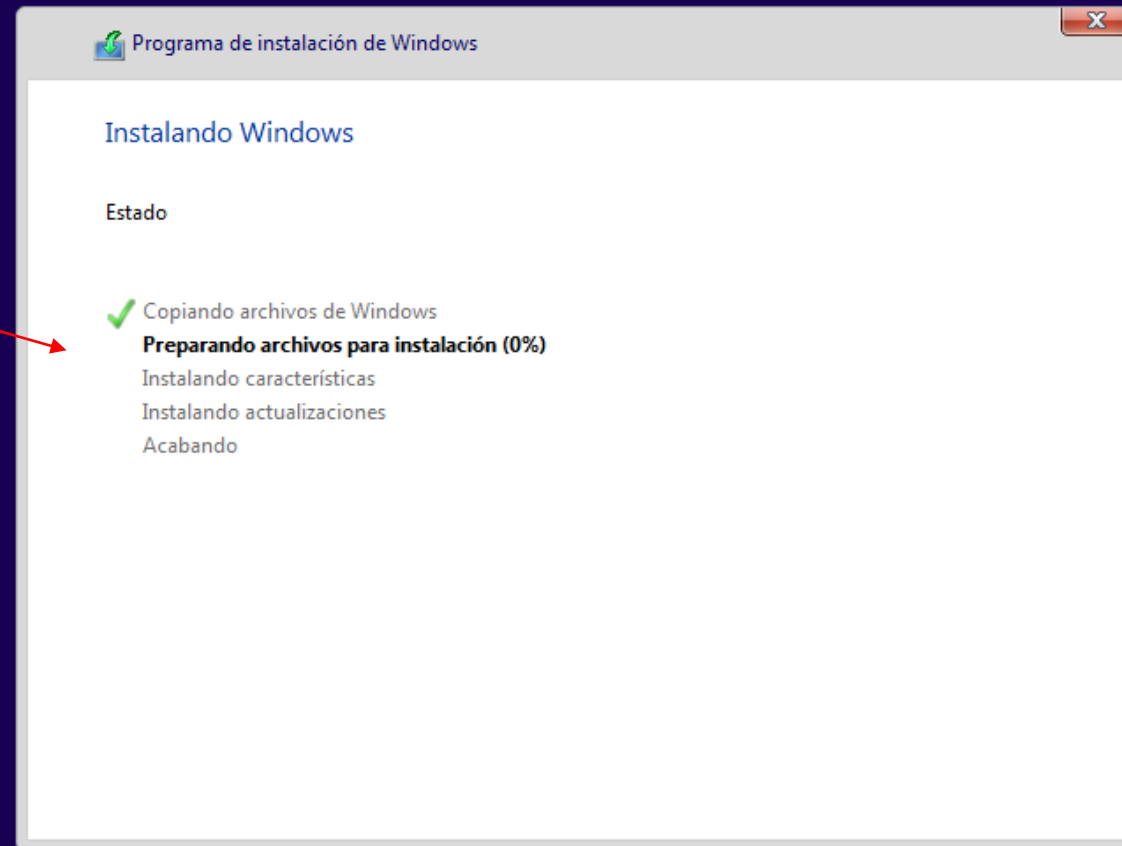 Programa de instalación de Windows
Instalando Windows
Estado
Copiando archivos de Windows
Preparando archivos para instalación (0%)
Instalando características
Instalando actualizaciones
Acabando